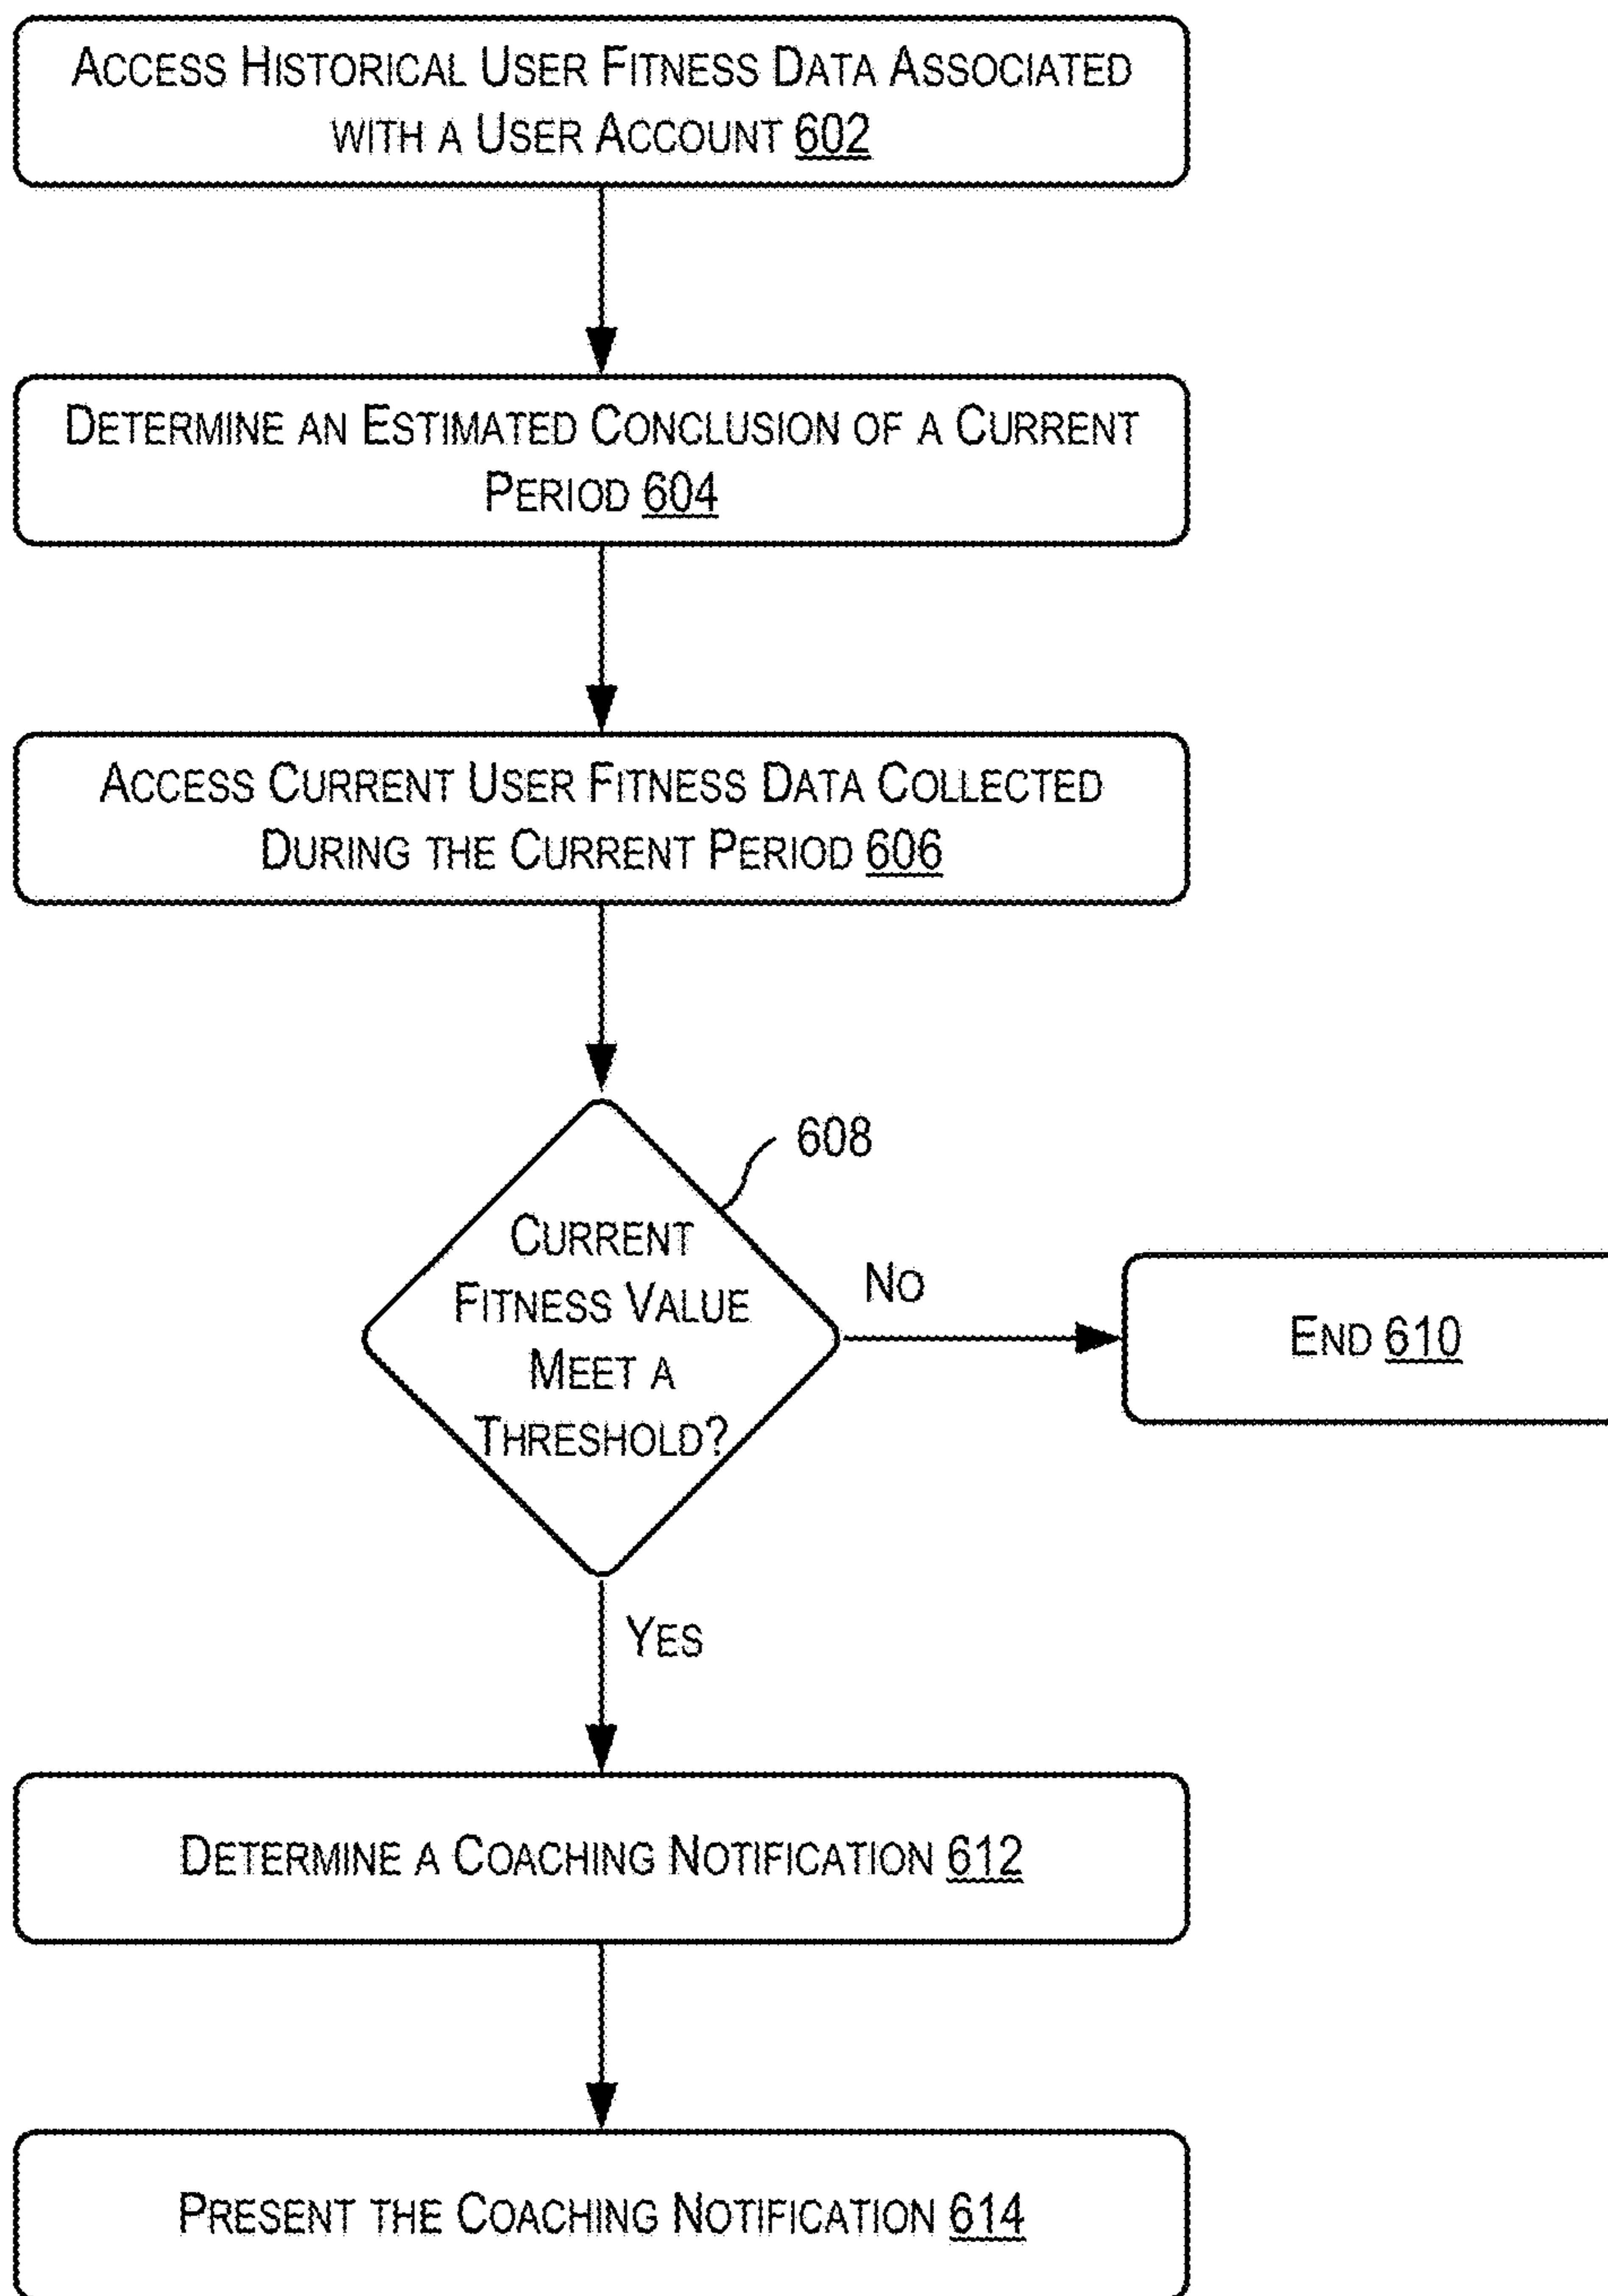 ACCESS HISTORICAL USER FITNESS DATA ASSOCIATED
WITH A USER ACCOUNT 602
DETERMINE AN ESTIMATED CONCLUSION OF A CURRENT
PERIOD 604
ACCESS CURRENT USER FITNESS DATA COLLECTED
DURING THE CURRENT PERIOD 606
608
CURRENT
FITNESS VALUE
MEET A
THRESHOLD?
NO
END 610
YES
DETERMINE A COACHING NOTIFICATION 612
PRESENT THE COACHING NOTIFICATION 614